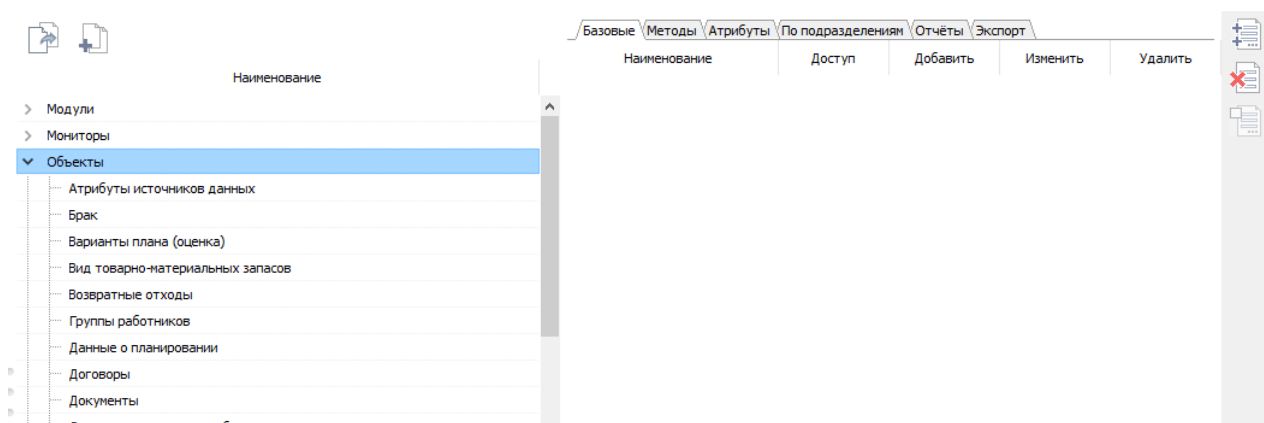 Базовые Методы Атрибуты По подразделениям Отчёты Экспорт
Наименование Доступ Добавить Изменить Удалить
Наименование
Модули
Мониторы
Объекты
Атрибуты источников данных
Брак
Варианты плана (оценка)
Вид товарно-материальных запасов
Возвратные отходы
Группы работников
Данные о планировании
Договоры
Документы